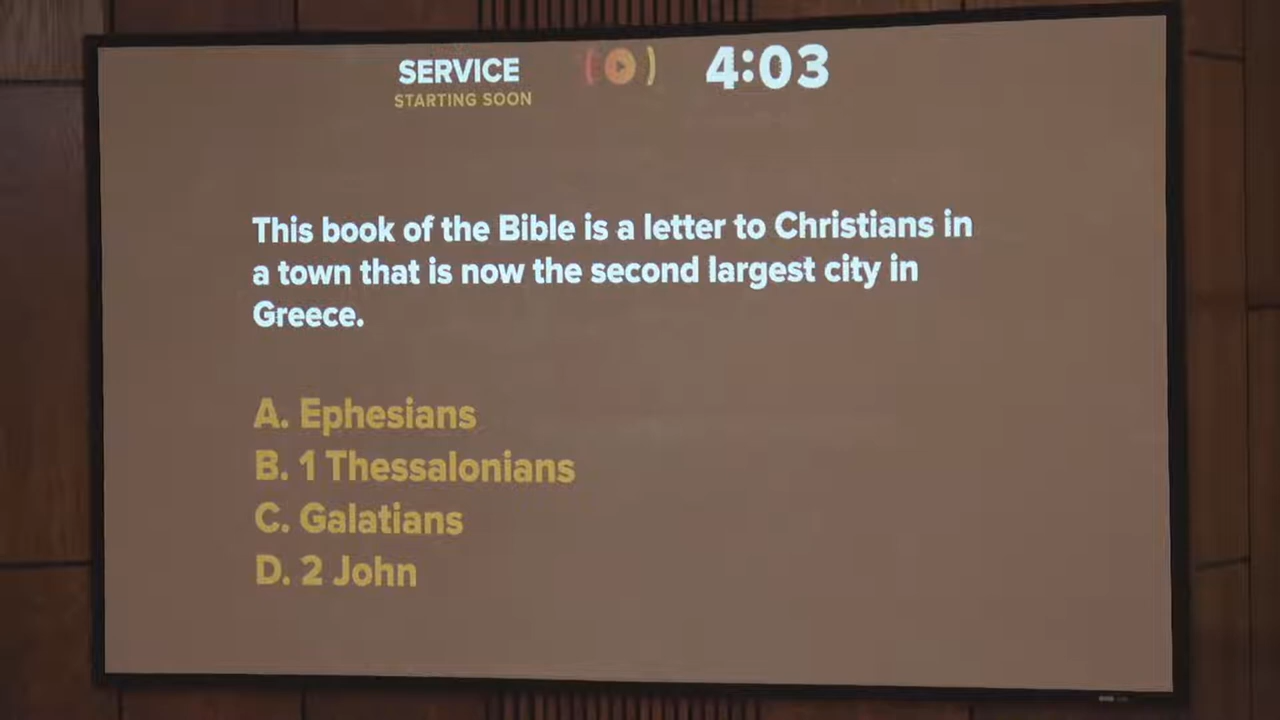 SERVICE
STARTING SOON
4:03
This book of the Bible is a letter to Christians in
a town that is now the second largest city in
Greece.
A. Ephesians
B. 1 Thessalonians
C. Galatians
D. 2 John